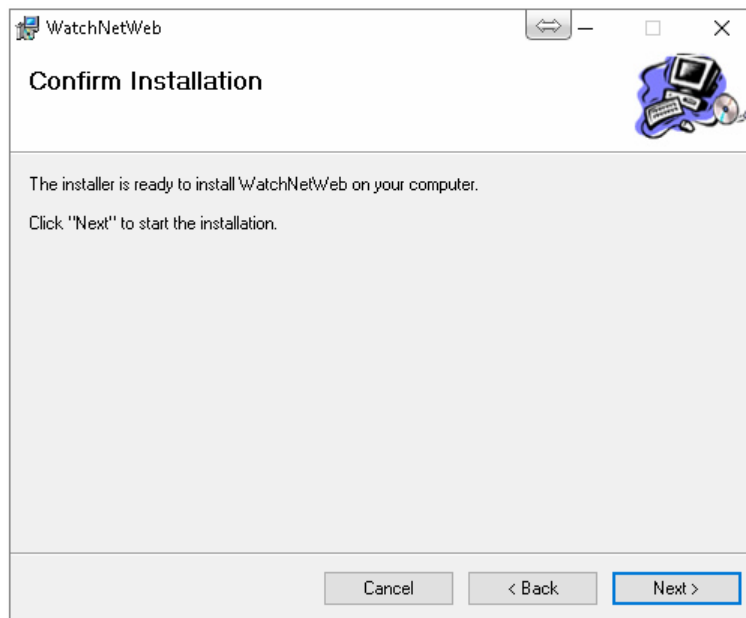 WatchNetWeb
Confirm Installation
The installer is ready to install WatchNetWeb on your computer.
Click "Next" to start the installation.
Cancel
< Back
Next >